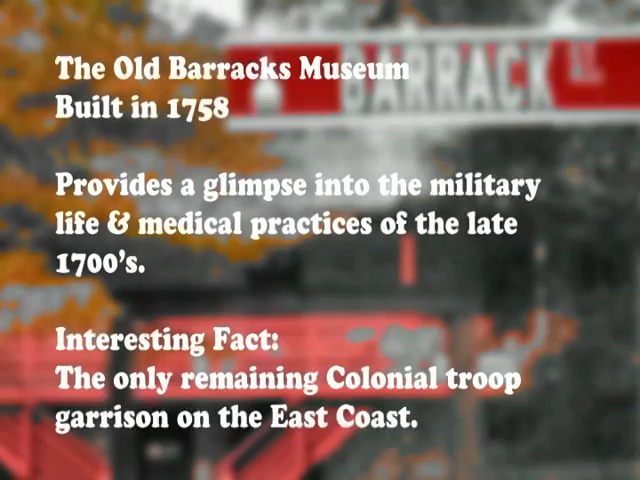 BARRACK ST.
The Old Barracks Museum
Built in 1758
Provides a glimpse into the military
life & medical practices of the late
1700's.
Interesting Fact:
The only remaining Colonial troop
garrison on the East Coast.